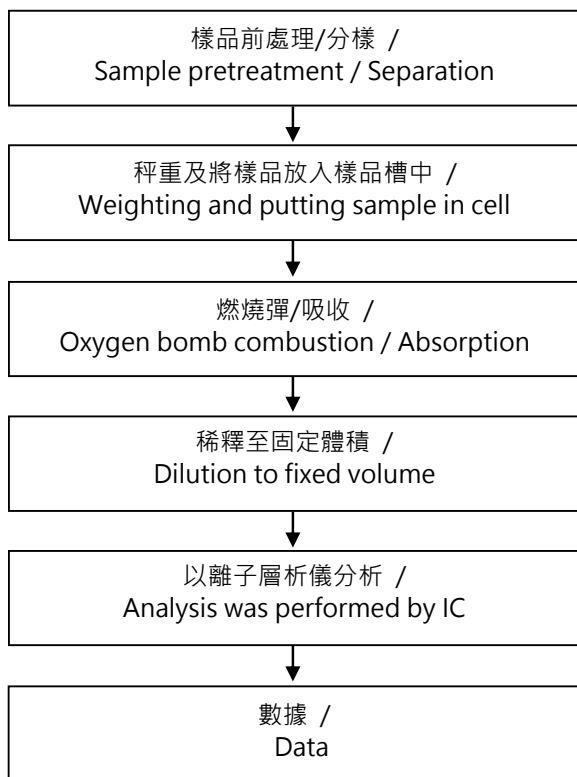 樣品前處理/分樣 /
Sample pretreatment / Separation
秤重及將樣品放入樣品槽中 /
Weighting and putting sample in cell
燃燒彈/吸收 /
Oxygen bomb combustion / Absorption
稀釋至固定體積 /
Dilution to fixed volume
以離子層析儀分析 /
Analysis was performed by IC
數據 /
Data